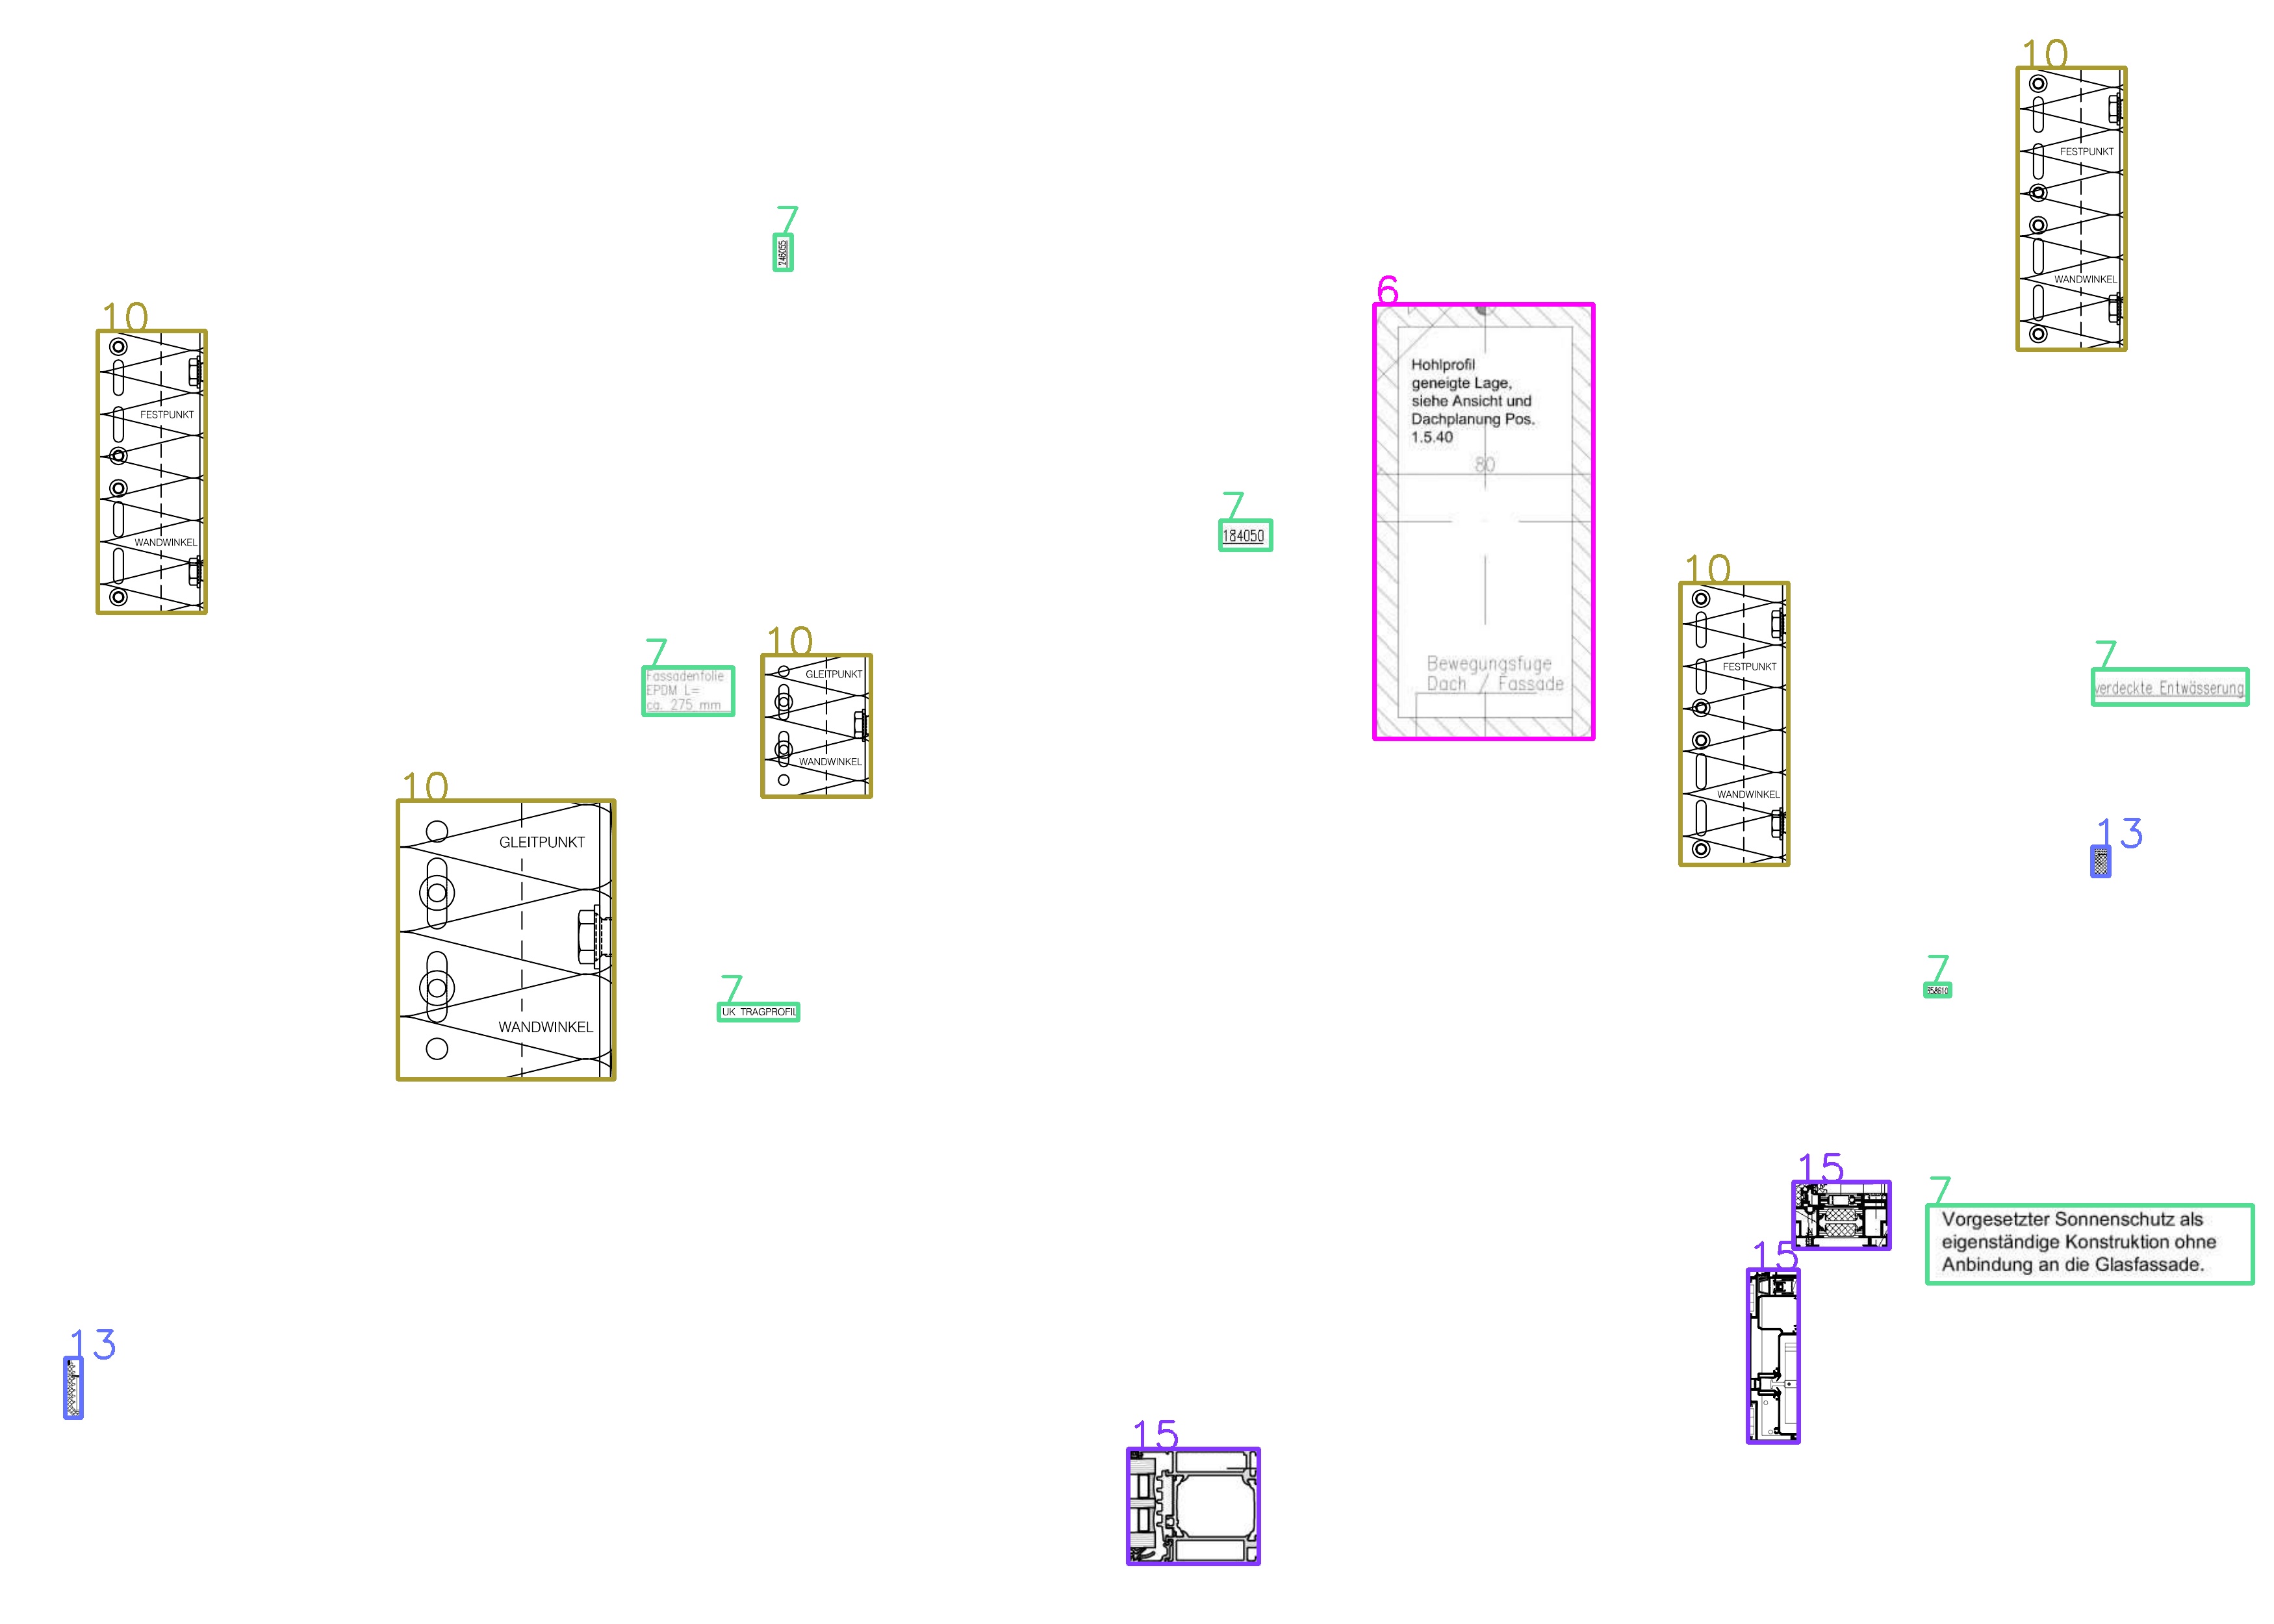 10
FESTPUNKT
WANDWINKEL
7
246055
10
FESTPUNKT
WANDWINKEL
6
Hohlprofil
geneigte Lage,
siehe Ansicht und
Dachplanung Pos.
1.5.40
80
Bewegungsfuge
Dach / Fassade
7
184050
10
FESTPUNKT
WANDWINKEL
7
Fassadenfolie
EPDM L=
ca. 275 mm
10
GLEITPUNKT
WANDWINKEL
7
verdeckte Entwässerung
10
GLEITPUNKT
WANDWINKEL
13
7
UK TRAGPROFIL
7
358610
15
7
Vorgesetzter Sonnenschutz als
eigenständige Konstruktion ohne
Anbindung an die Glasfassade.
15
13
15